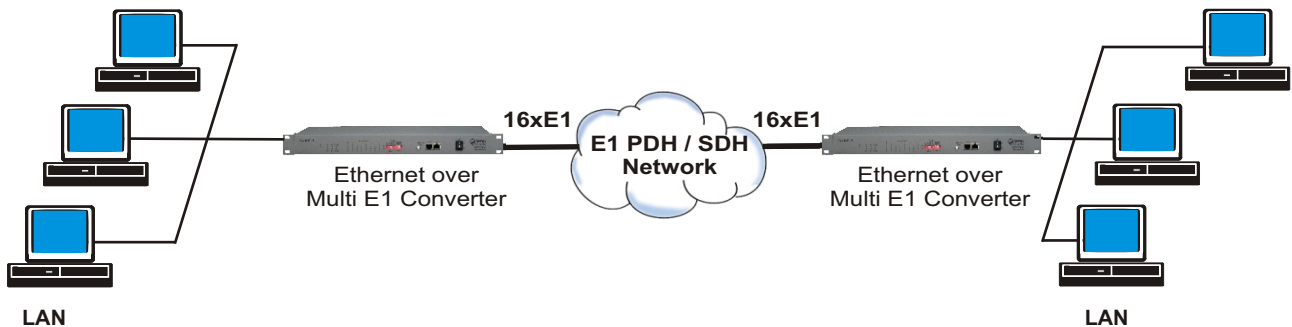 16xE1
E1 PDH / SDH
Network
16xE1
Ethernet over
Multi E1 Converter
Ethernet over
Multi E1 Converter
LAN
LAN